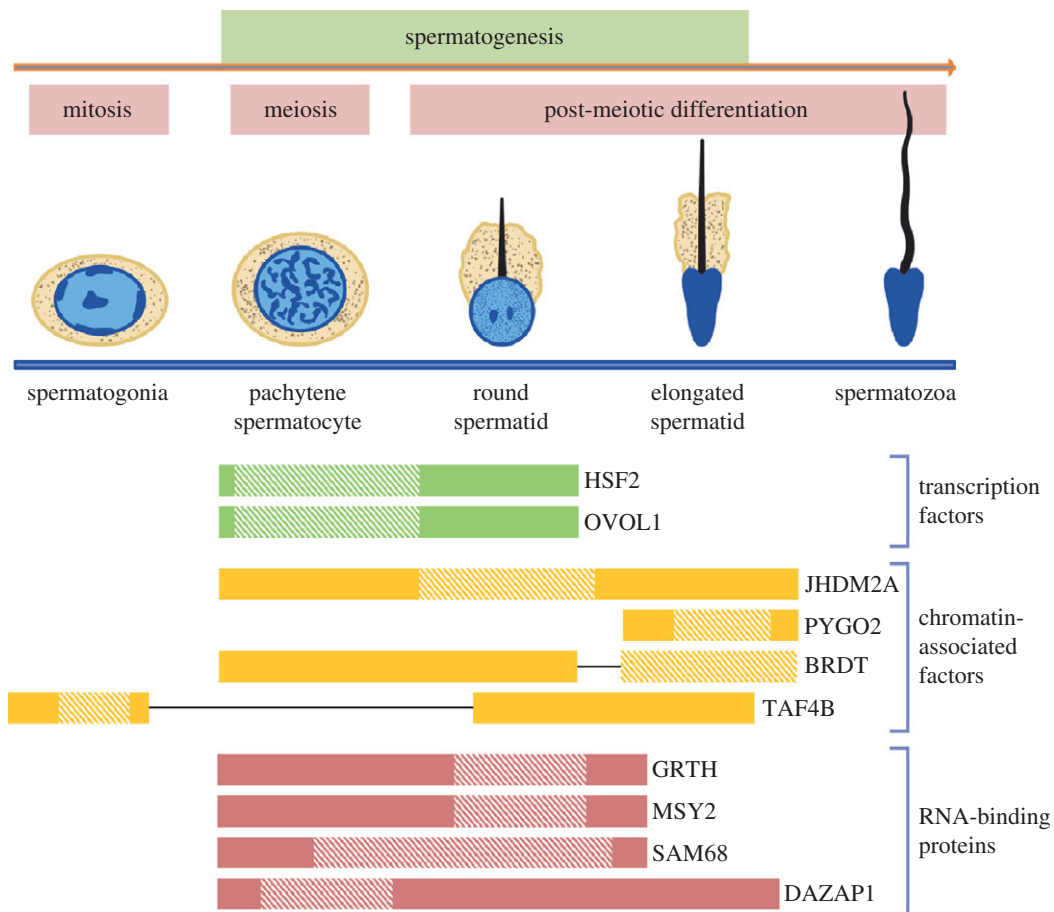 spermatogenesis
mitosis
meiosis
post-meiotic differentiation
spermatogonia
pachytene
spermatocyte
round
spermatid
elongated
spermatid
spermatozoa
HSF2
OVOL1
transcription
factors
JHDM2A
PYGO2
BRDT
TAF4B
chromatin-
associated
factors
GRTH
MSY2
SAM68
DAZAP1
RNA-binding
proteins